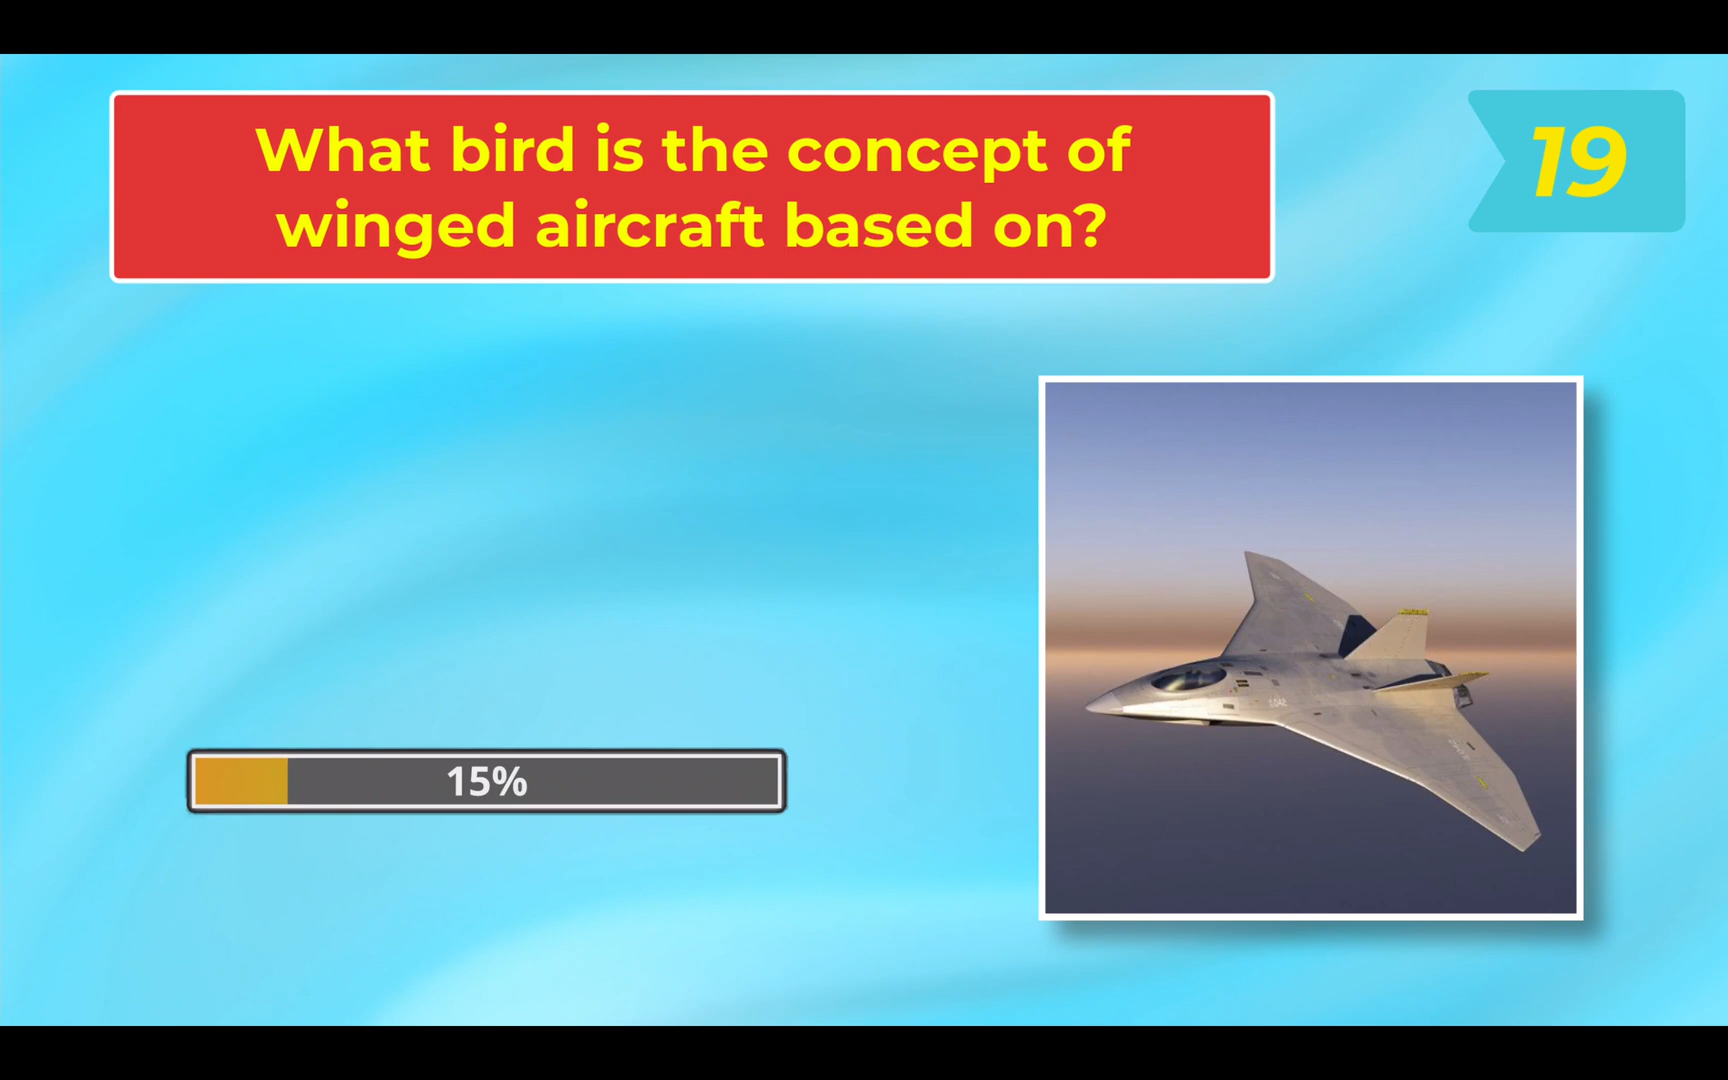 What bird is the concept of
winged aircraft based on?
19
15%